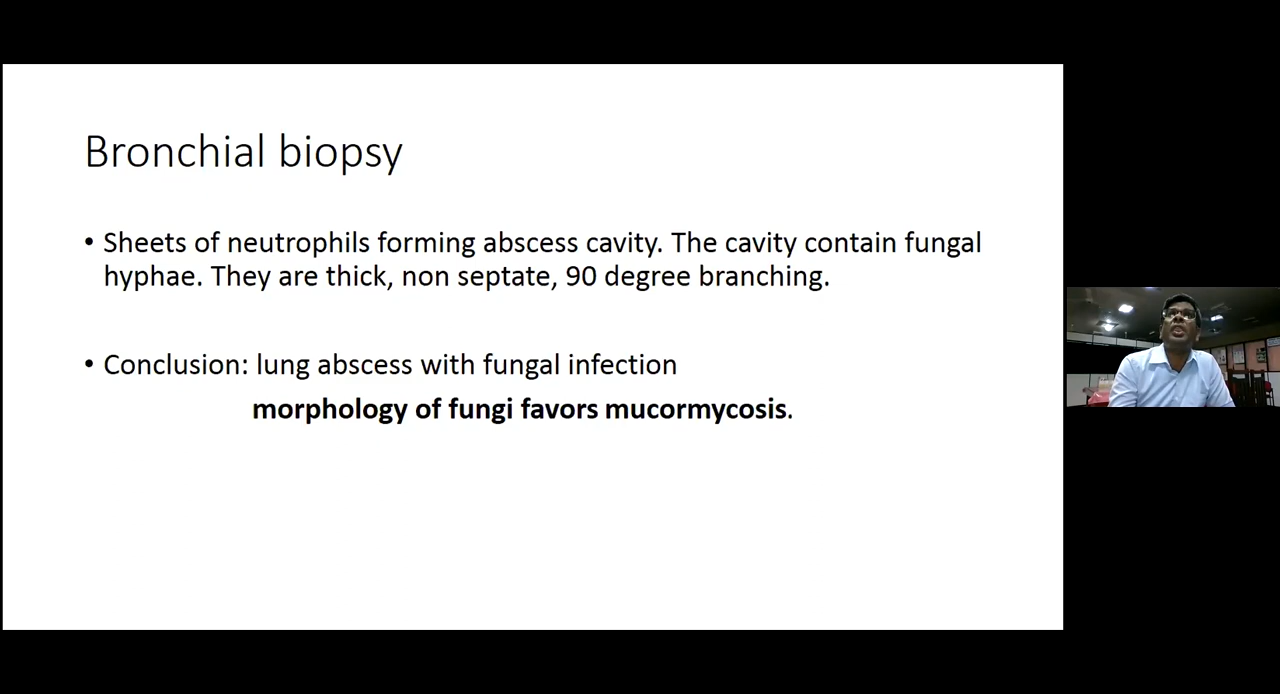 Bronchial biopsy
• Sheets of neutrophils forming abscess cavity. The cavity contain fungal
hyphae. They are thick, non septate, 90 degree branching.
• Conclusion: lung abscess with fungal infection
morphology of fungi favors mucormycosis.